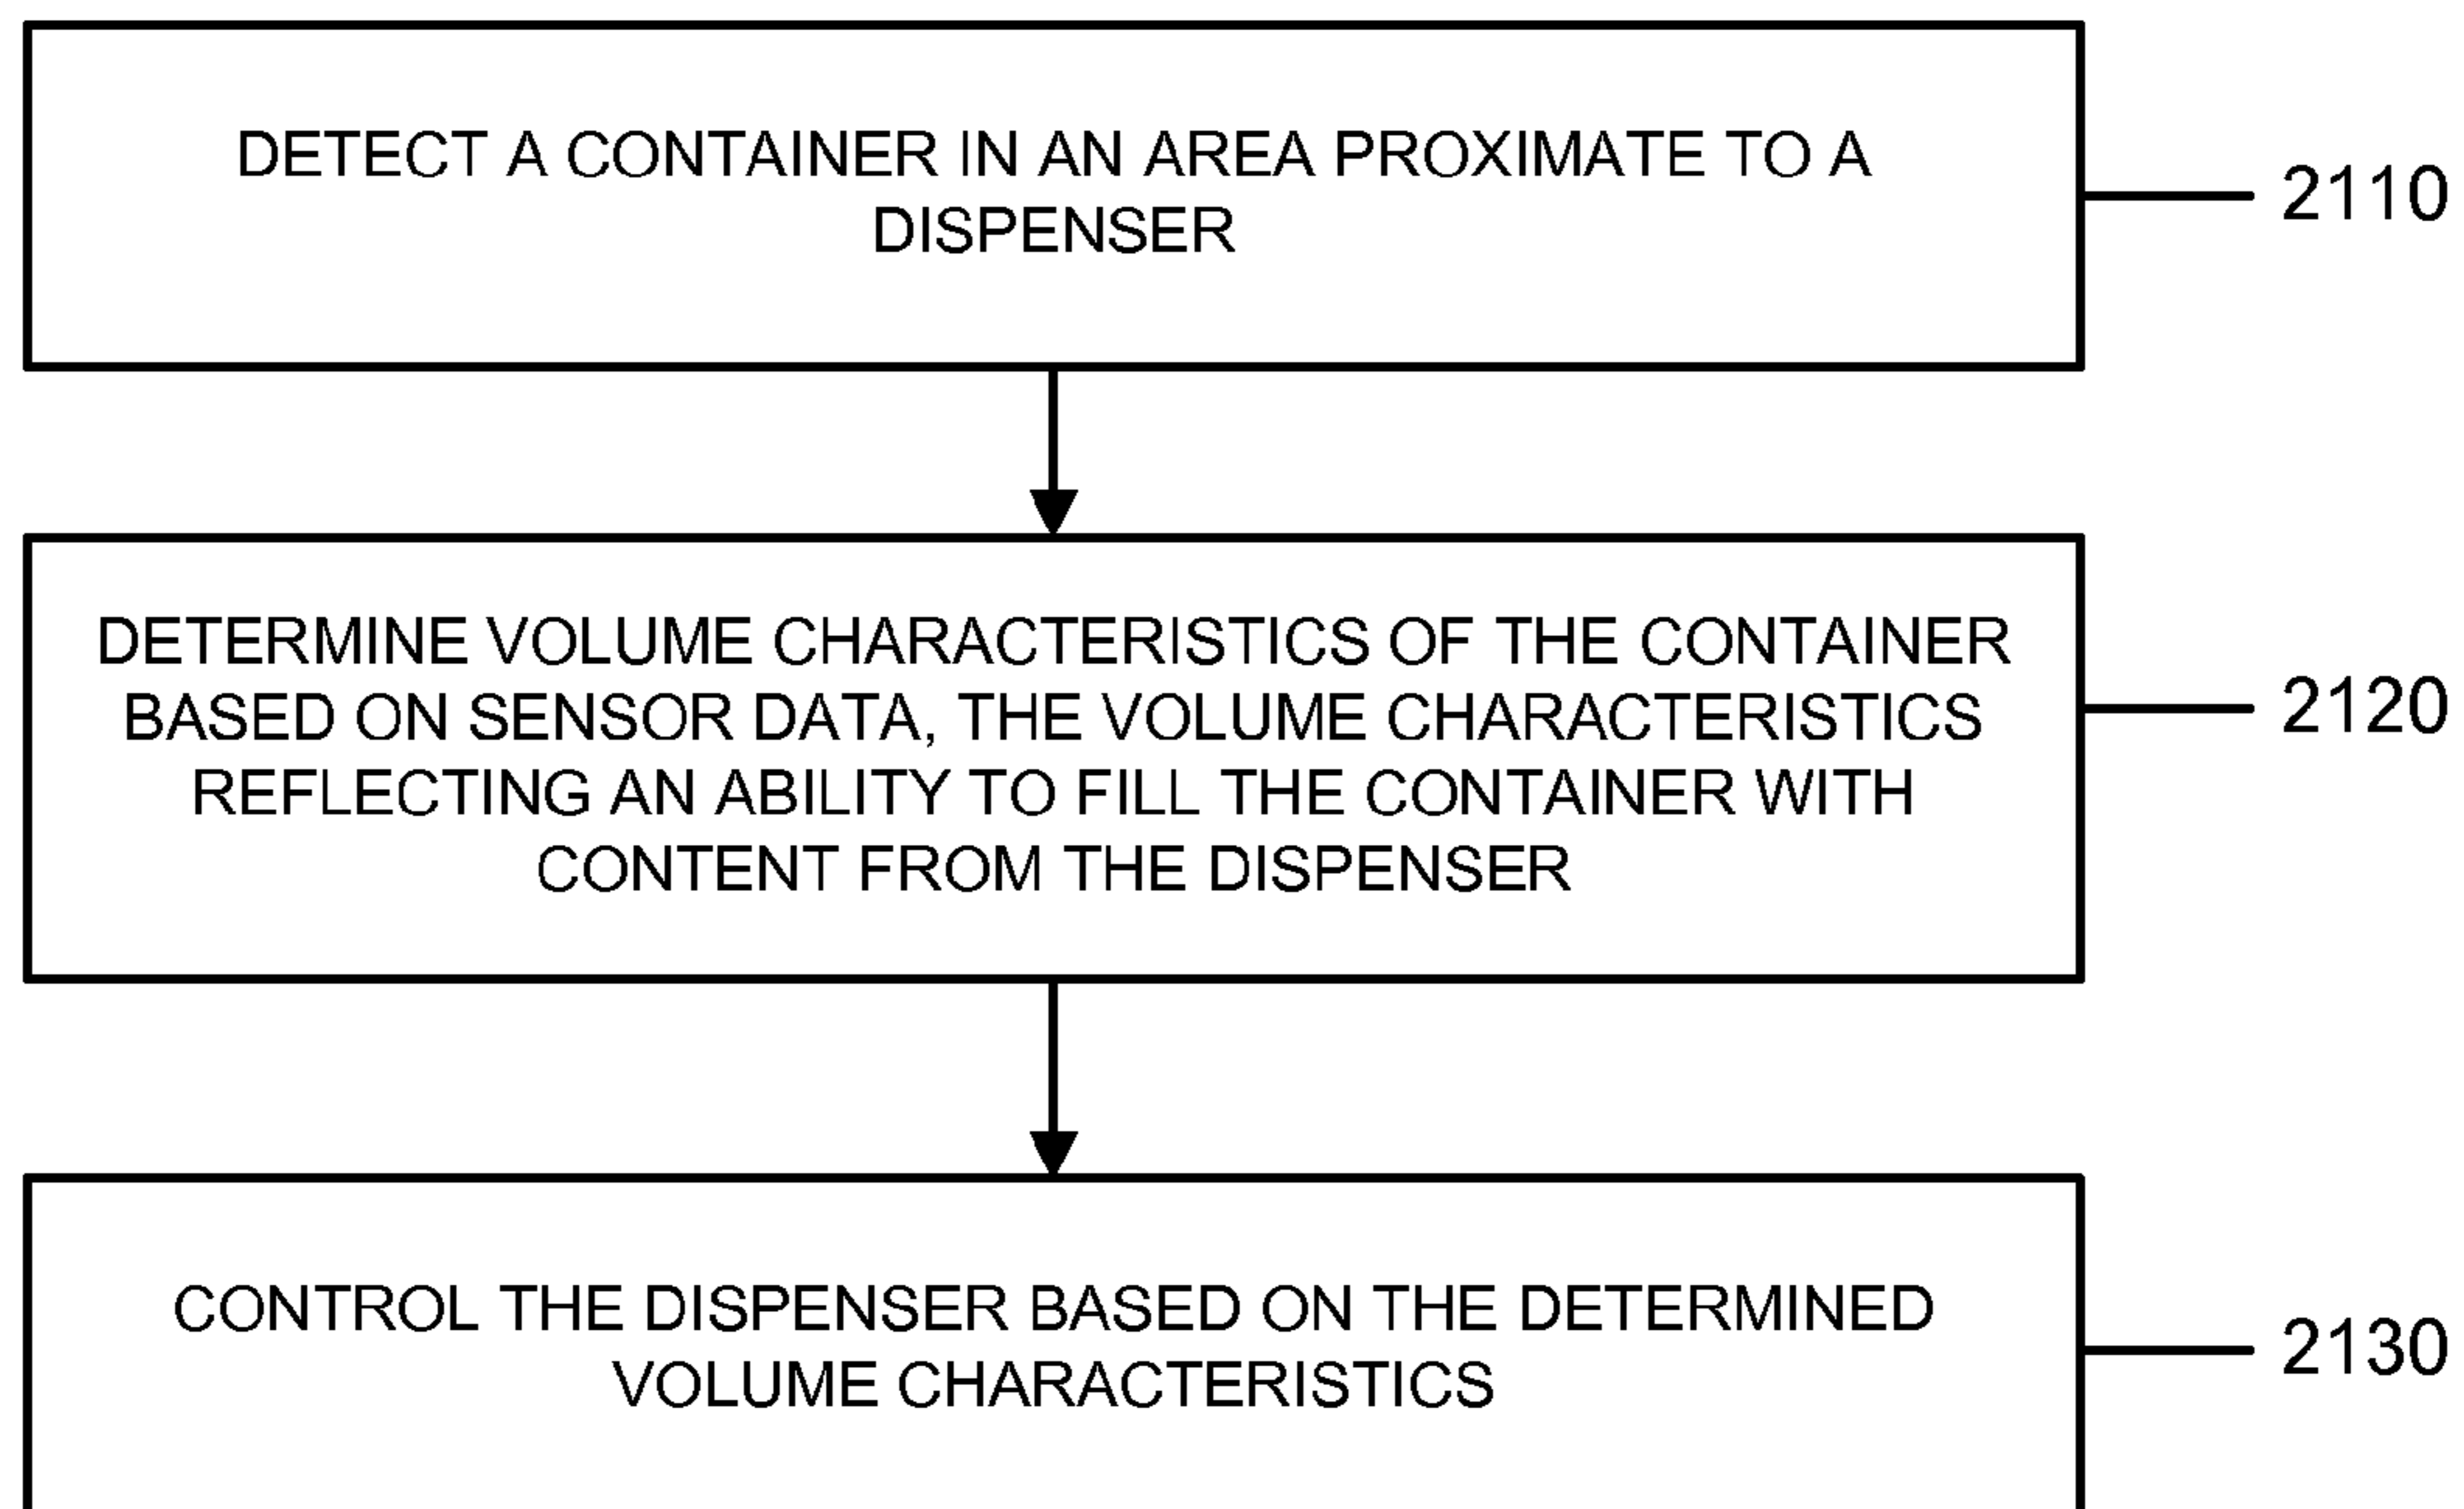 DETECT A CONTAINER IN AN AREA PROXIMATE TO A
DISPENSER
2110
DETERMINE VOLUME CHARACTERISTICS OF THE CONTAINER
BASED ON SENSOR DATA, THE VOLUME CHARACTERISTICS
REFLECTING AN ABILITY TO FILL THE CONTAINER WITH
CONTENT FROM THE DISPENSER
2120
CONTROL THE DISPENSER BASED ON THE DETERMINED
VOLUME CHARACTERISTICS
2130